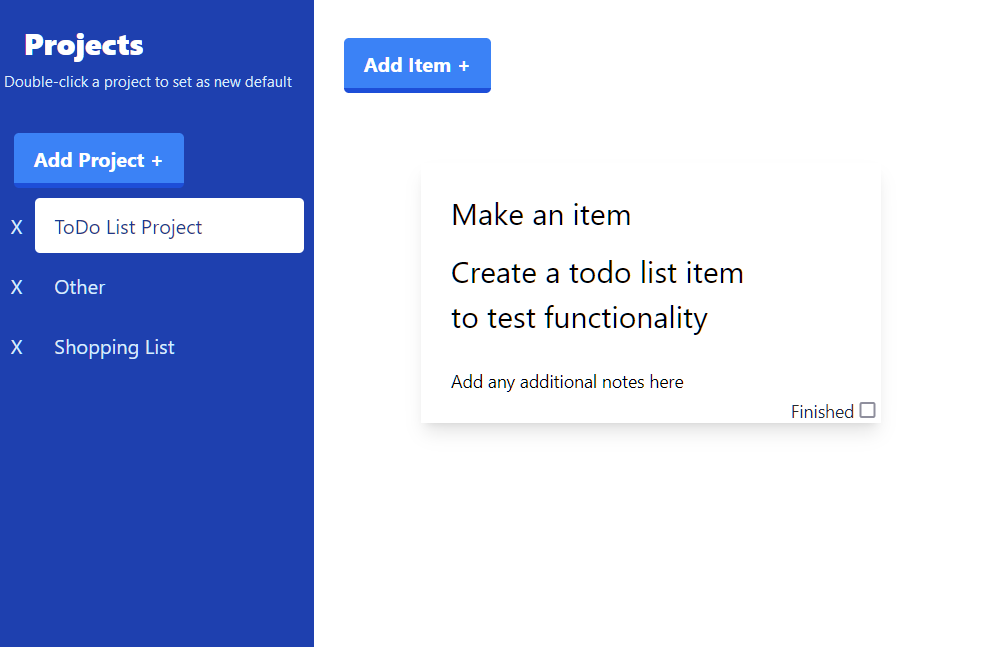 Projects
Double-click a project to set as new default
Add Project +
X ToDo List Project
X Other
X Shopping List
Add Item +
Make an item
Create a todo list item
to test functionality
Add any additional notes here
Finished